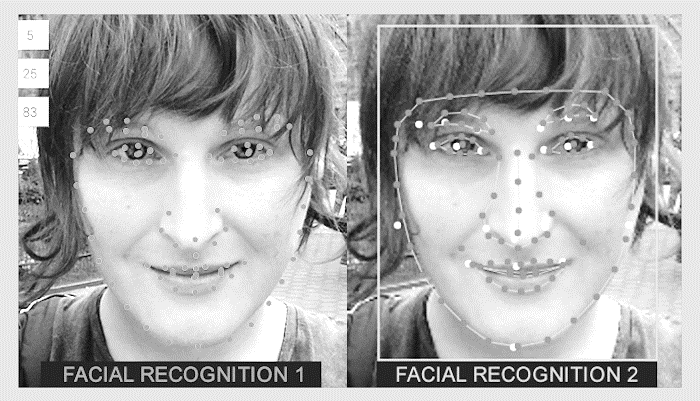 5
25
83
FACIAL RECOGNITION 1
FACIAL RECOGNITION 2